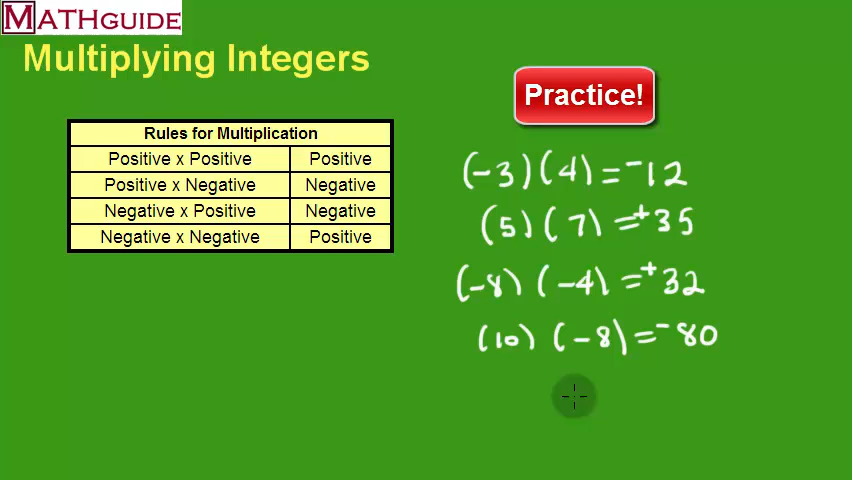 MATHGUIDE
Multiplying Integers
Practice!
Rules for Multiplication
Positive x Positive Positive
Positive x Negative Negative
Negative x Positive Negative
Negative x Negative Positive
(-3)(4)=⁻12
(5)(7)=⁺35
(-8)(-4)=⁺32
(10)(-8)=⁻80